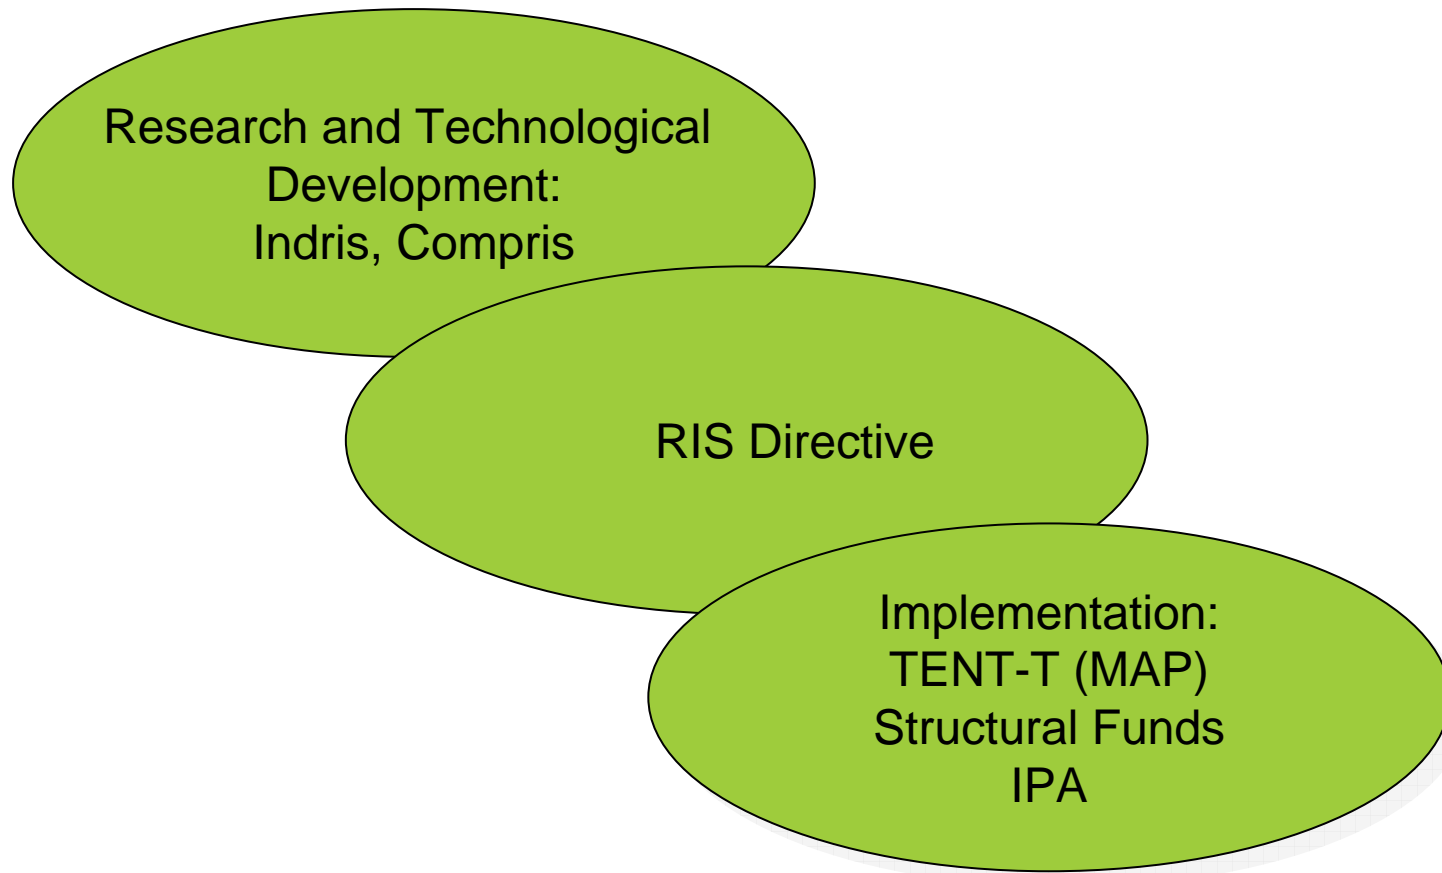 Research and Technological
Development:
Indris, Compris
RIS Directive
Implementation:
TENT-T (MAP)
Structural Funds
IPA